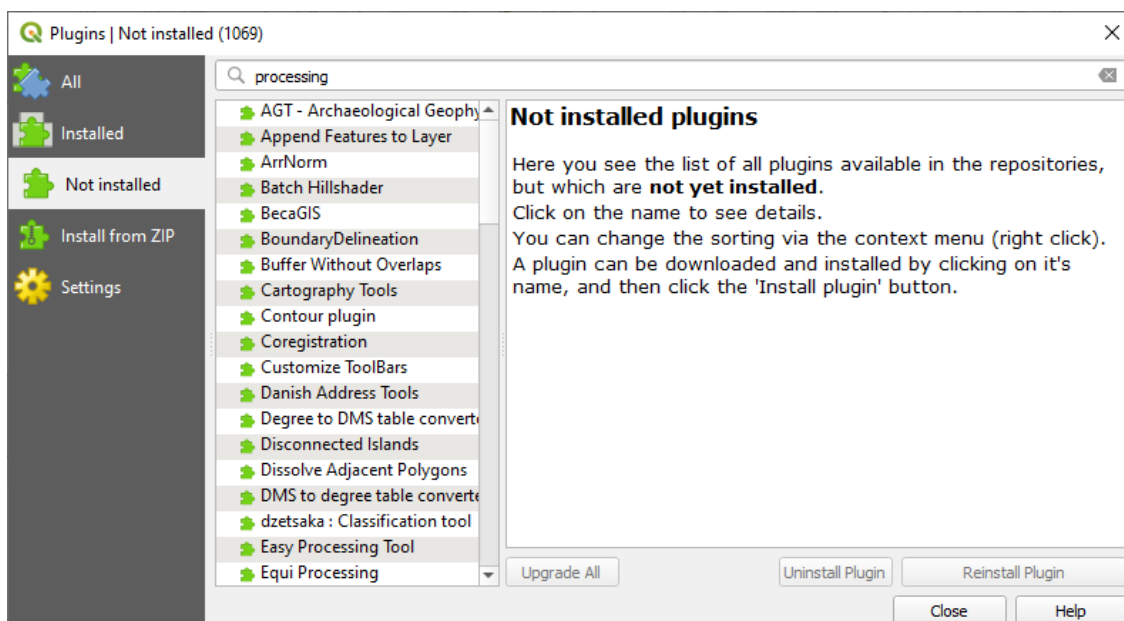 Plugins | Not installed (1069)
All
Installed
Not installed
Install from ZIP
Settings
processing
AGT - Archaeological Geophy
Append Features to Layer
ArrNorm
Batch Hillshader
BecaGIS
BoundaryDelineation
Buffer Without Overlaps
Cartography Tools
Contour plugin
Coregistration
Customize ToolBars
Danish Address Tools
Degree to DMS table converte
Disconnected Islands
Dissolve Adjacent Polygons
DMS to degree table converte
dzetsaka : Classification tool
Easy Processing Tool
Equi Processing
Not installed plugins
Here you see the list of all plugins available in the repositories,
but which are not yet installed.
Click on the name to see details.
You can change the sorting via the context menu (right click).
A plugin can be downloaded and installed by clicking on it's
name, and then click the 'Install plugin' button.
Upgrade All
Uninstall Plugin
Reinstall Plugin
Close
Help